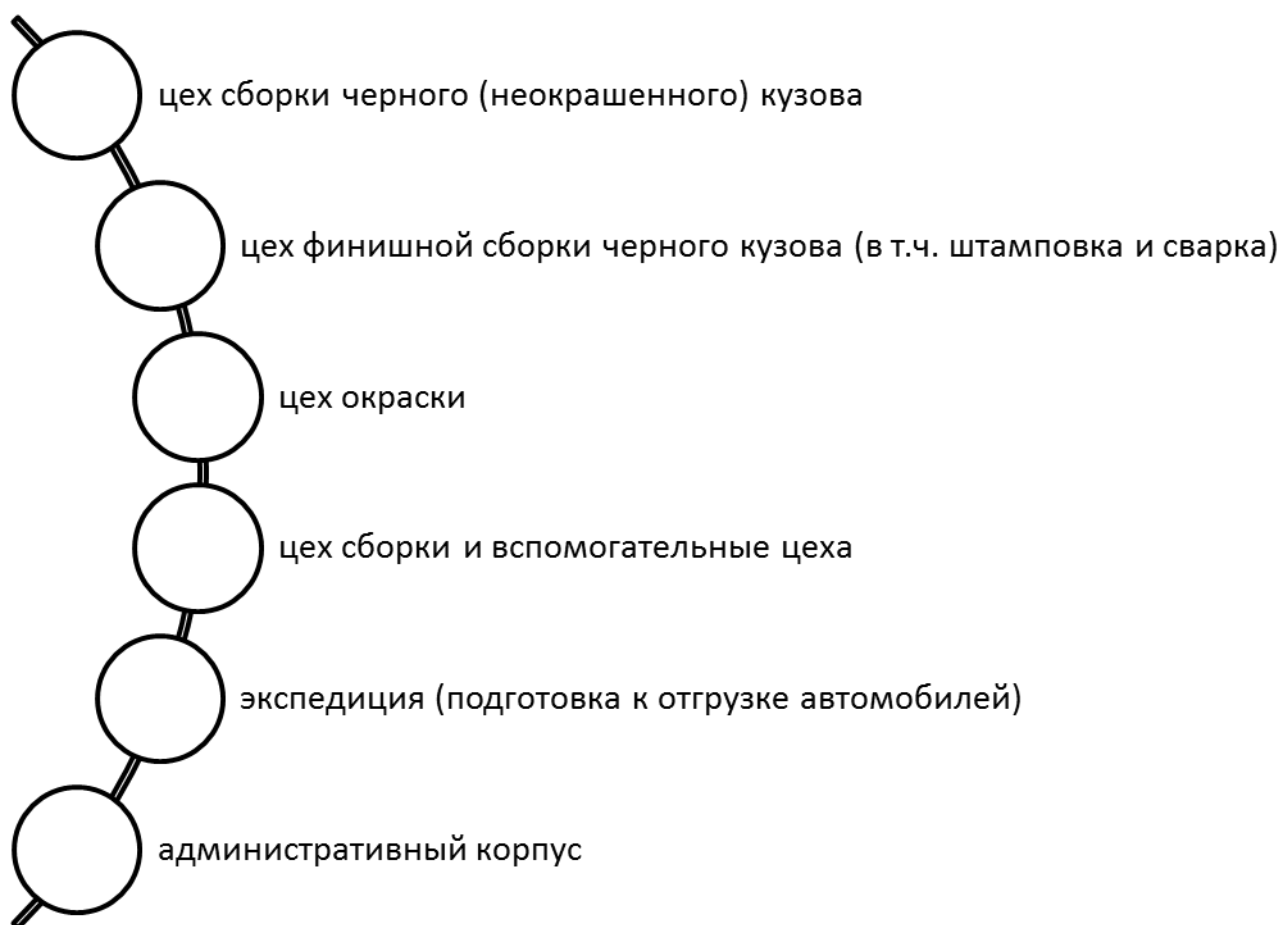 цех сборки черного (неокрашенного) кузова
цех финишной сборки черного кузова (в т.ч. штамповка и сварка)
цех окраски
цех сборки и вспомогательные цеха
экспедиция (подготовка к отгрузке автомобилей)
административный корпус